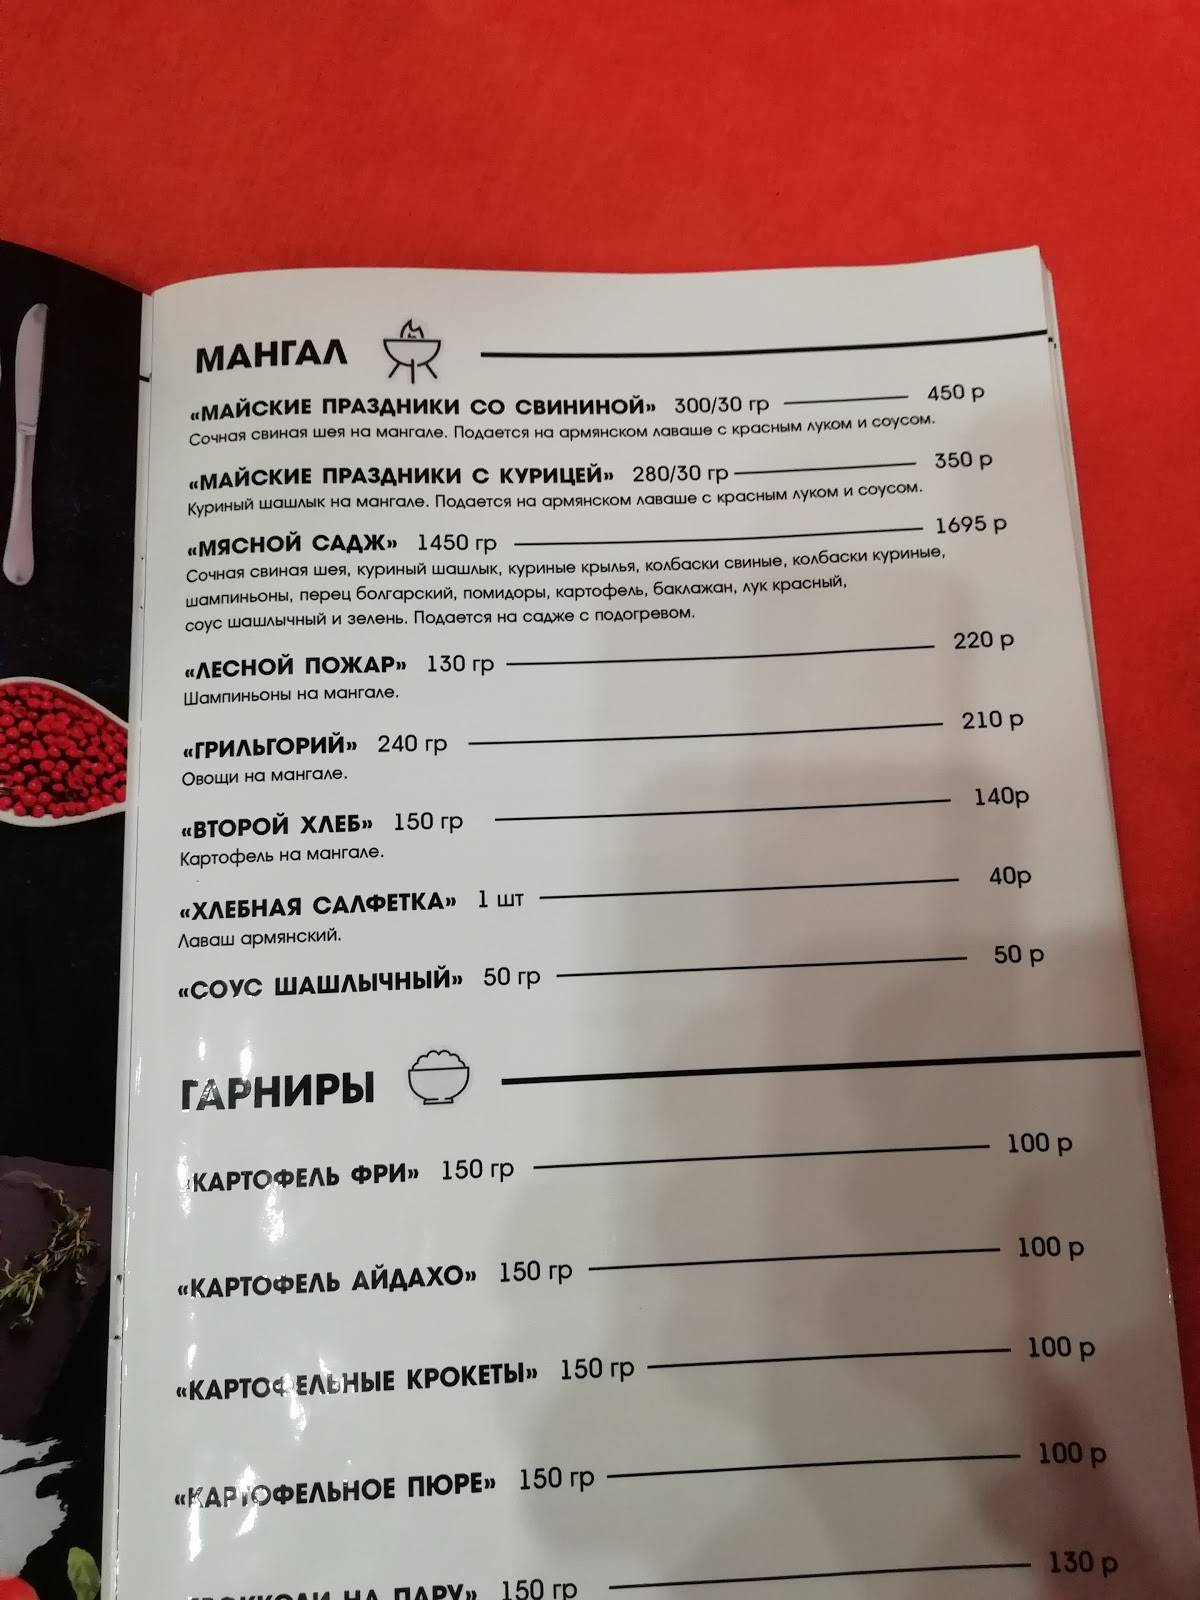 МАНГАЛ
«МАЙСКИЕ ПРАЗДНИКИ СО СВИНИНОЙ» 300/30 гр 450 р
Сочная свиная шея на мангале. Подается на армянском лаваше с красным луком и соусом.
«МАЙСКИЕ ПРАЗДНИКИ С КУРИЦЕЙ» 280/30 гр 350 р
Куриный шашлык на мангале. Подается на армянском лаваше с красным луком и соусом.
«МЯСНОЙ САДЖ» 1450 гр 1695 р
Сочная свиная шея, куриный шашлык, куриные крылья, колбаски свиные, колбаски куриные,
шампиньоны, перец болгарский, помидоры, картофель, баклажан, лук красный,
соус шашлычный и зелень. Подается на садже с подогревом.
«ЛЕСНОЙ ПОЖАР» 130 гр 220 р
Шампиньоны на мангале.
«ГРИЛЬГОРИЙ» 240 гр 210 р
Овощи на мангале.
«ВТОРОЙ ХЛЕБ» 150 гр 140р
Картофель на мангале.
«ХЛЕБНАЯ САЛФЕТКА» 1 шт 40р
Лаваш армянский.
«СОУС ШАШЛЫЧНЫЙ» 50 гр 50 р
ГАРНИРЫ
«КАРТОФЕЛЬ ФРИ» 150 гр 100 р
«КАРТОФЕЛЬ АЙДАХО» 150 гр 100 р
«КАРТОФЕЛЬНЫЕ КРОКЕТЫ» 150 гр 100 р
«КАРТОФЕЛЬНОЕ ПЮРЕ» 150 гр 100 р
НА ПАРУ» 150 гр 130 р